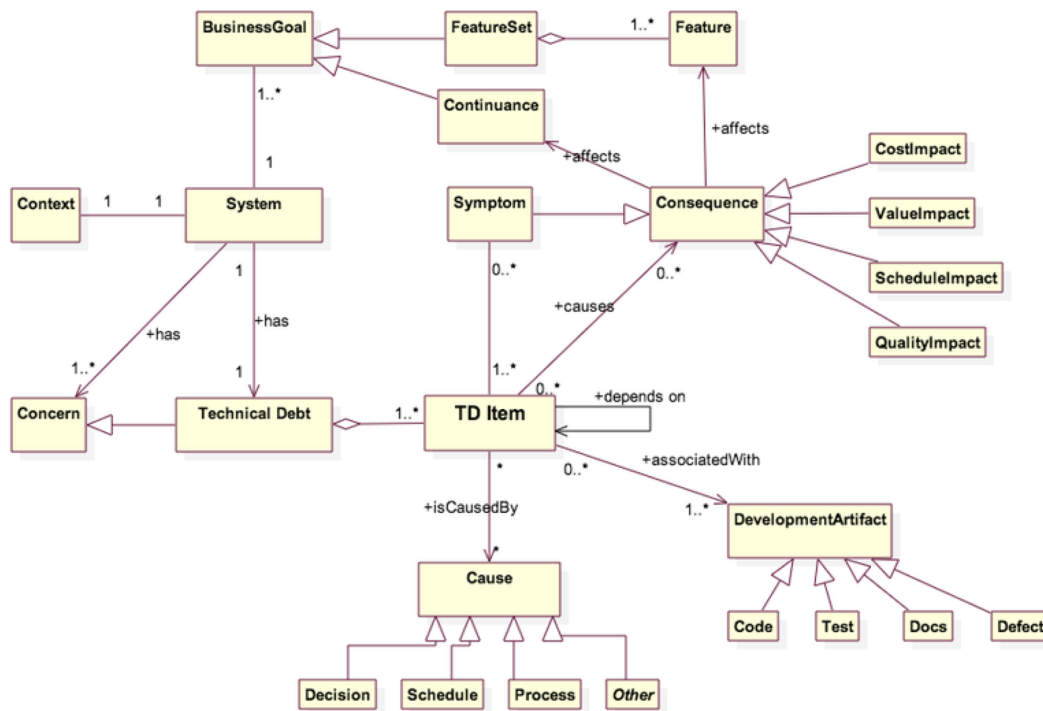 BusinessGoal
FeatureSet
1..*
Feature
1..*
Continuance
+affects
+affects
CostImpact
1
Context
1
1
System
Symptom
Consequence
ValueImpact
0..*
0..*
ScheduleImpact
1
+has
+has
+causes
QualityImpact
1..*
1
1..*
0..*
+depends on
Concern
Technical Debt
1..*
TD Item
*
0..*
+associatedWith
+isCausedBy
1..*
DevelopmentArtifact
*
Cause
Code
Test
Docs
Defect
Decision
Schedule
Process
Other